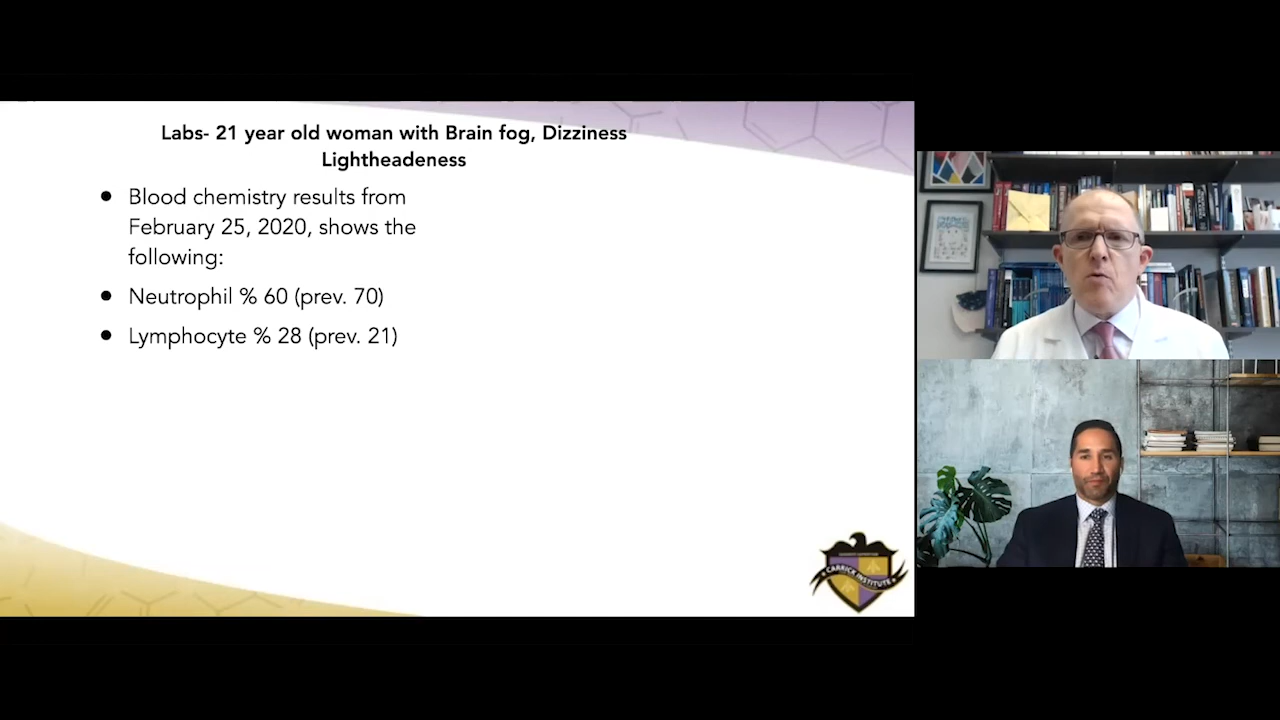 Labs- 21 year old woman with Brain fog, Dizziness
Lightheadeness
● Blood chemistry results from
February 25, 2020, shows the
following:
● Neutrophil % 60 (prev. 70)
● Lymphocyte % 28 (prev. 21)
CARRICK INSTITUTE